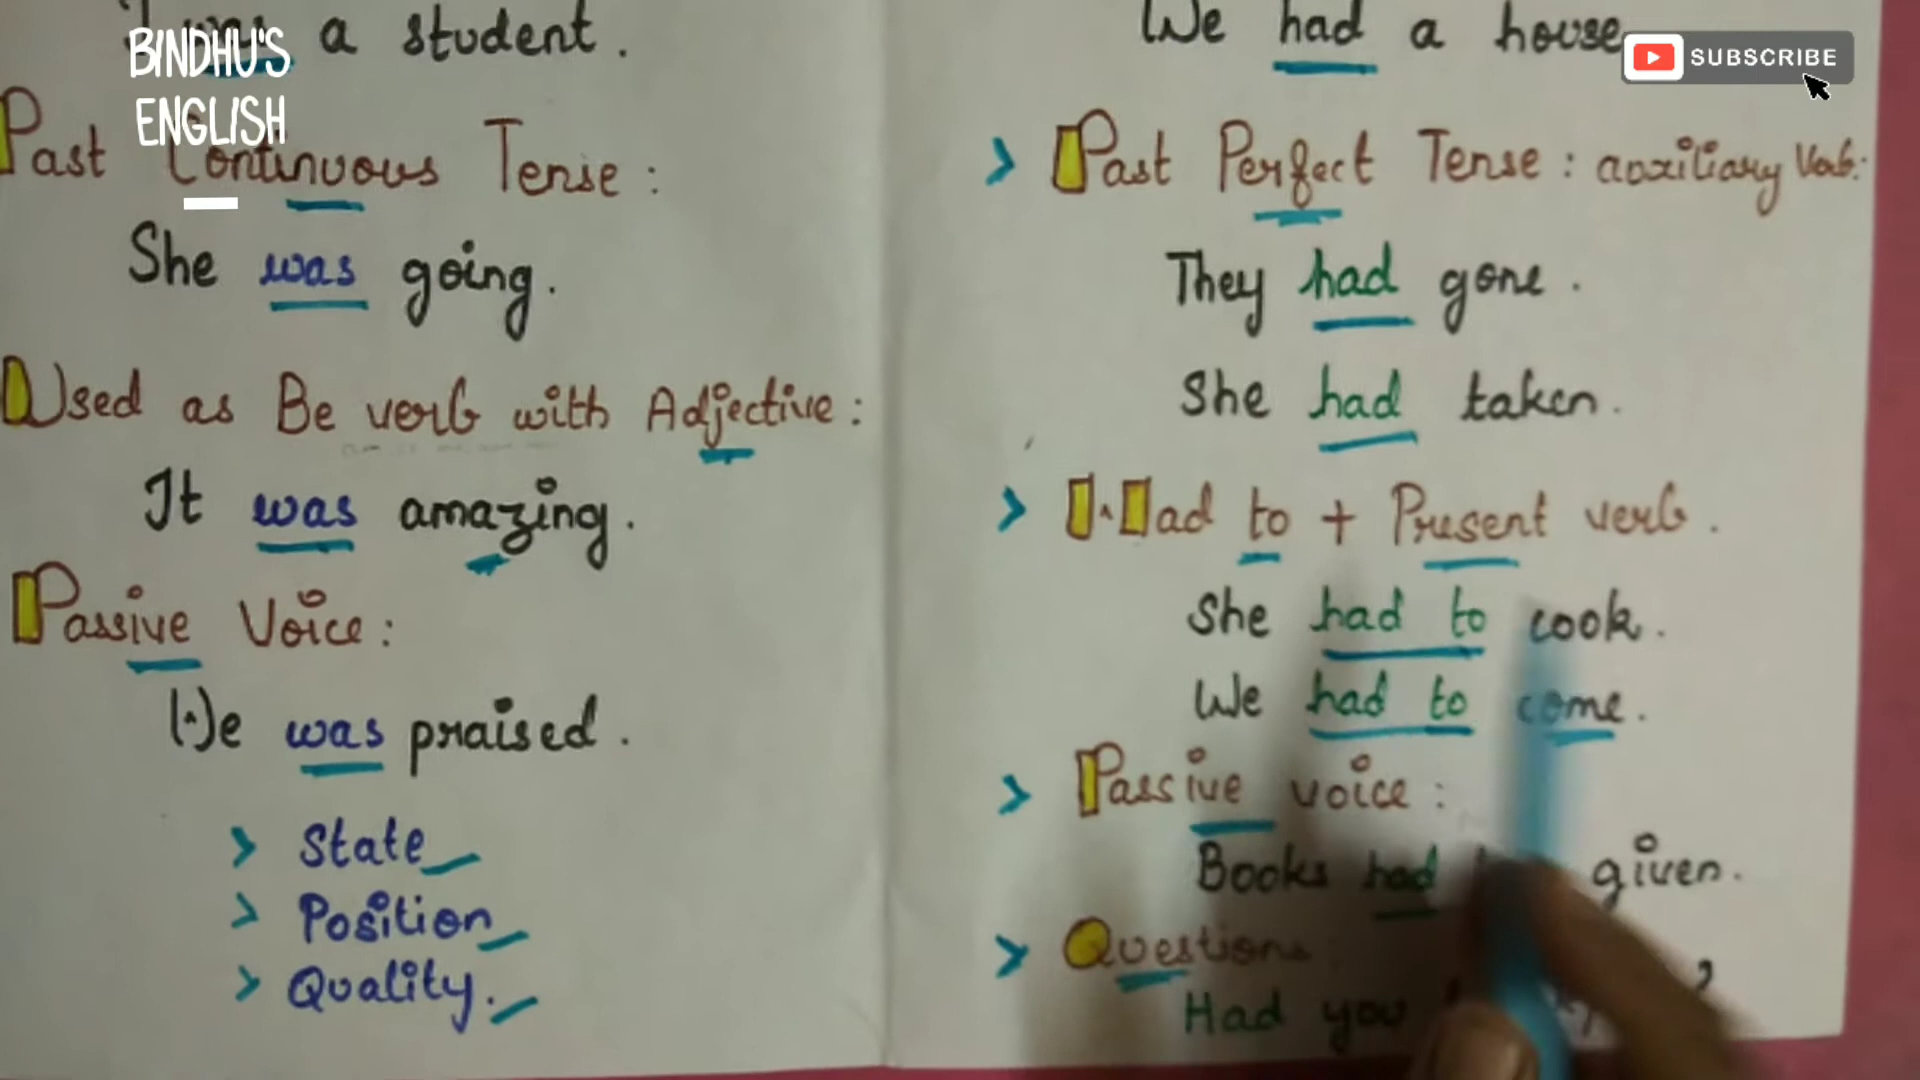 BINDHU'S
ENGLISH
SUBSCRIBE
was a student.
Past Continuous Tense:
She was going.
Used as Be verb with Adjective:
It was amazing.
Passive Voice:
He was praised.
> State
> Position
> Quality.
We had a house
> Past Perfect Tense: auxiliary Verb.
They had gone.
She had taken.
> Had to + Present verb.
She had to cook.
We had to come.
> Passive voice:
Books had given.
> Questions
Had you ?